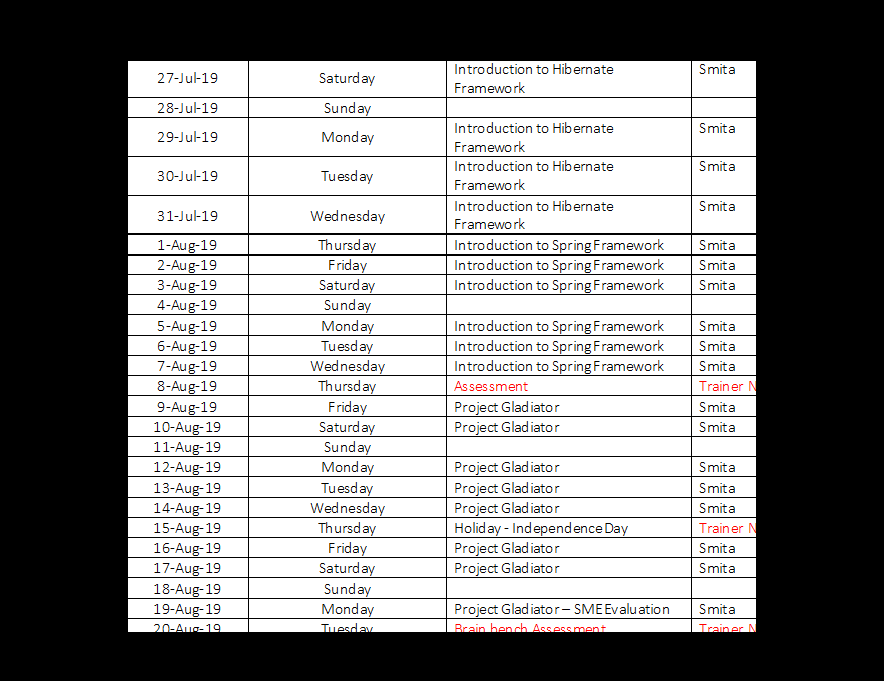 27-Jul-19 Saturday Introduction to Hibernate Framework Smita
28-Jul-19 Sunday
29-Jul-19 Monday Introduction to Hibernate Framework Smita
30-Jul-19 Tuesday Introduction to Hibernate Framework Smita
31-Jul-19 Wednesday Introduction to Hibernate Framework Smita
1-Aug-19 Thursday Introduction to Spring Framework Smita
2-Aug-19 Friday Introduction to Spring Framework Smita
3-Aug-19 Saturday Introduction to Spring Framework Smita
4-Aug-19 Sunday
5-Aug-19 Monday Introduction to Spring Framework Smita
6-Aug-19 Tuesday Introduction to Spring Framework Smita
7-Aug-19 Wednesday Introduction to Spring Framework Smita
8-Aug-19 Thursday Assessment Trainer N
9-Aug-19 Friday Project Gladiator Smita
10-Aug-19 Saturday Project Gladiator Smita
11-Aug-19 Sunday
12-Aug-19 Monday Project Gladiator Smita
13-Aug-19 Tuesday Project Gladiator Smita
14-Aug-19 Wednesday Project Gladiator Smita
15-Aug-19 Thursday Holiday - Independence Day Trainer N
16-Aug-19 Friday Project Gladiator Smita
17-Aug-19 Saturday Project Gladiator Smita
18-Aug-19 Sunday
19-Aug-19 Monday Project Gladiator – SME Evaluation Smita
20-Aug-19 Tuesday Brain bench Assessment Trainer N